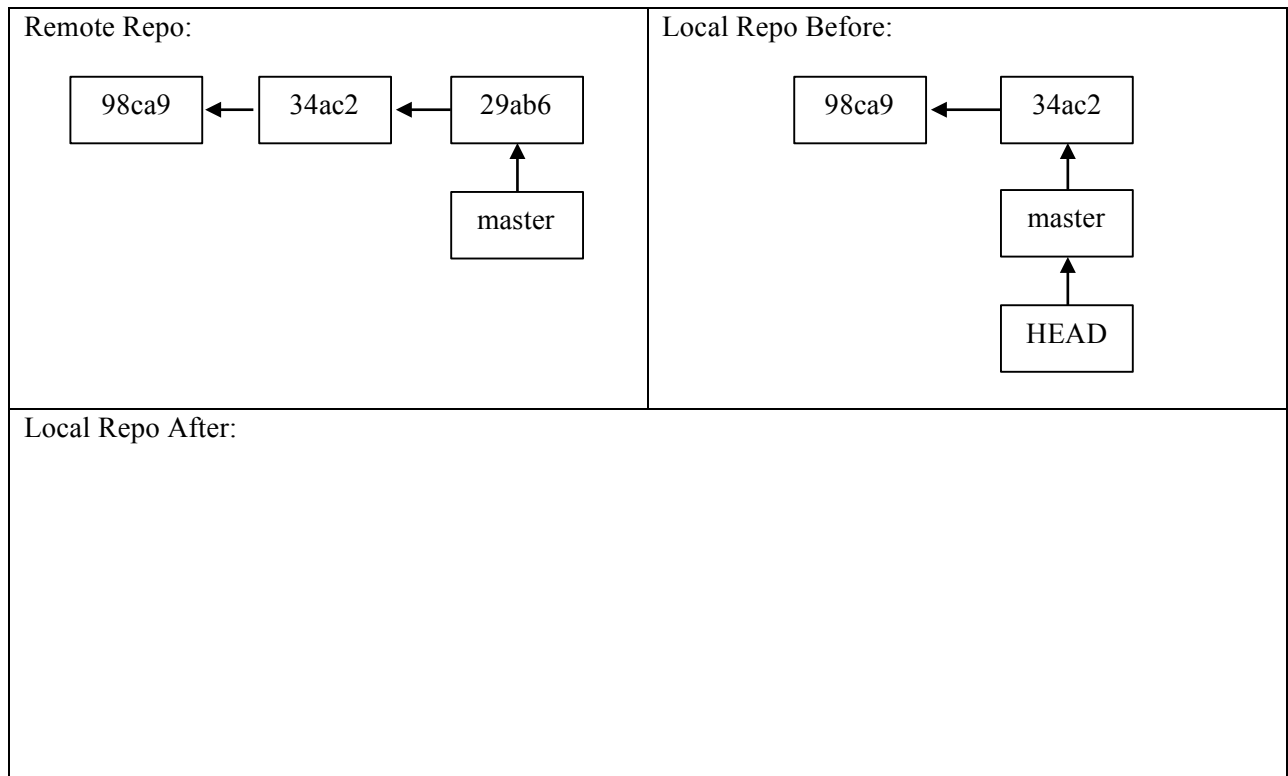 Remote Repo:
98ca9
34ac2
29ab6
master
Local Repo Before:
98ca9
34ac2
master
HEAD
Local Repo After: